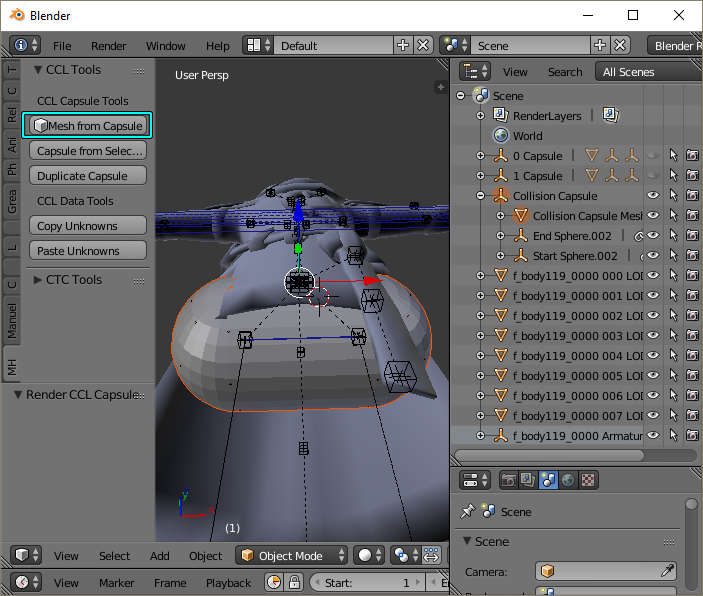 Blender
File Render Window Help Default Scene Blender R
CCL Tools
CCL Capsule Tools
Mesh from Capsule
Capsule from Selec...
Duplicate Capsule
CCL Data Tools
Copy Unknowns
Paste Unknowns
CTC Tools
Render CCL Capsule
T
C
Rel
Ani
Ph
Grea
L
C
Manuel
MH
User Persp
y
(1)
View Search All Scenes
Scene
RenderLayers
World
0 Capsule
1 Capsule
Collision Capsule
Collision Capsule Mesh
End Sphere.002
Start Sphere.002
f_body119_0000 000 LOD
f_body119_0000 001 LOD
f_body119_0000 002 LOD
f_body119_0000 003 LOD
f_body119_0000 004 LOD
f_body119_0000 005 LOD
f_body119_0000 006 LOD
f_body119_0000 007 LOD
f_body119_0000 Armatur
Scene
Scene
Camera:
View Select Add Object Object Mode
View Marker Frame Playback Start: 1 E